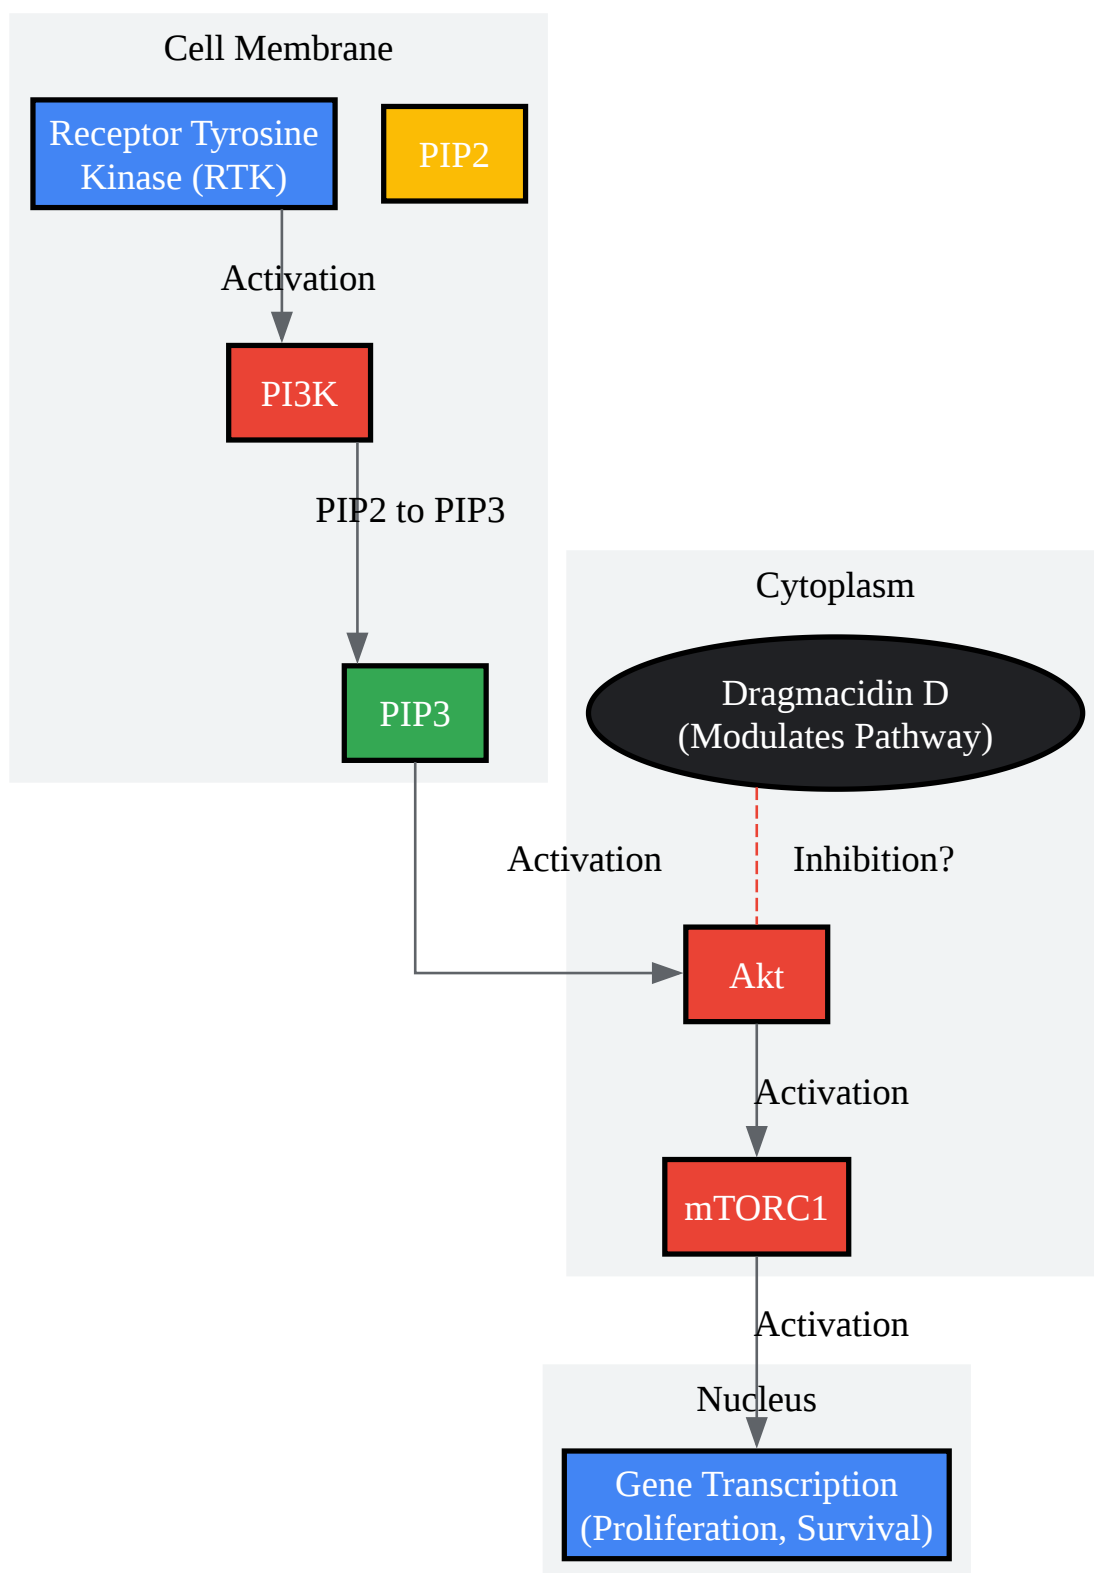 Cell Membrane
Receptor Tyrosine
Kinase (RTK)
PIP2
Activation
PI3K
PIP2 to PIP3
PIP3
Cytoplasm
Dragmacidin D
(Modulates Pathway)
Activation
Inhibition?
Akt
Activation
mTORC1
Activation
Nucleus
Gene Transcription
(Proliferation, Survival)